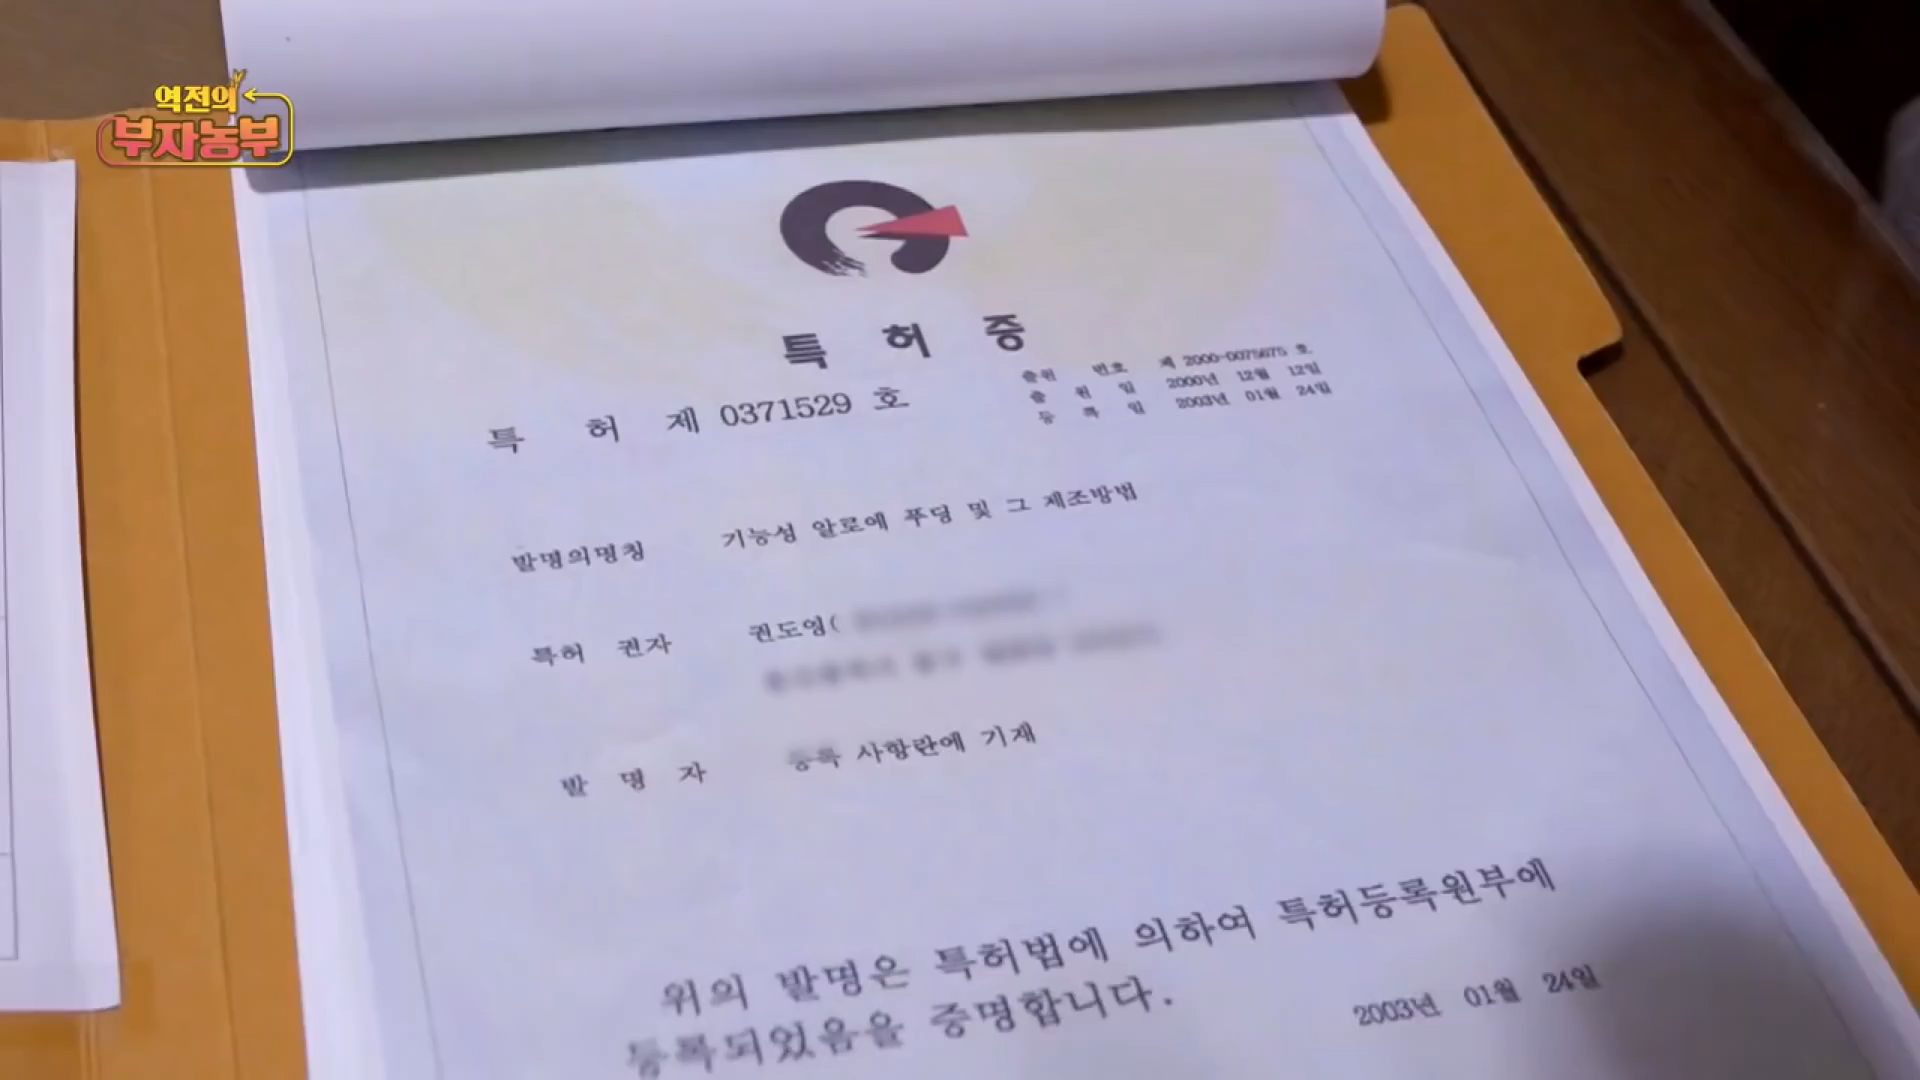 역전의
부자농부
특 허 증
특 허 제 0371529 호
출원 번호 제 2000-0075675 호
출 원 일 2000년 12월 12일
등 록 일 2003년 01월 24일
발명의명칭 기능성 알로에 푸딩 및 그 제조방법
특허 권자 권도영(
발 명 자 등록 사항란에 기재
위의 발명은 특허법에 의하여 특허등록원부에
등록되었음을 증명합니다.
2003년 01월 24일